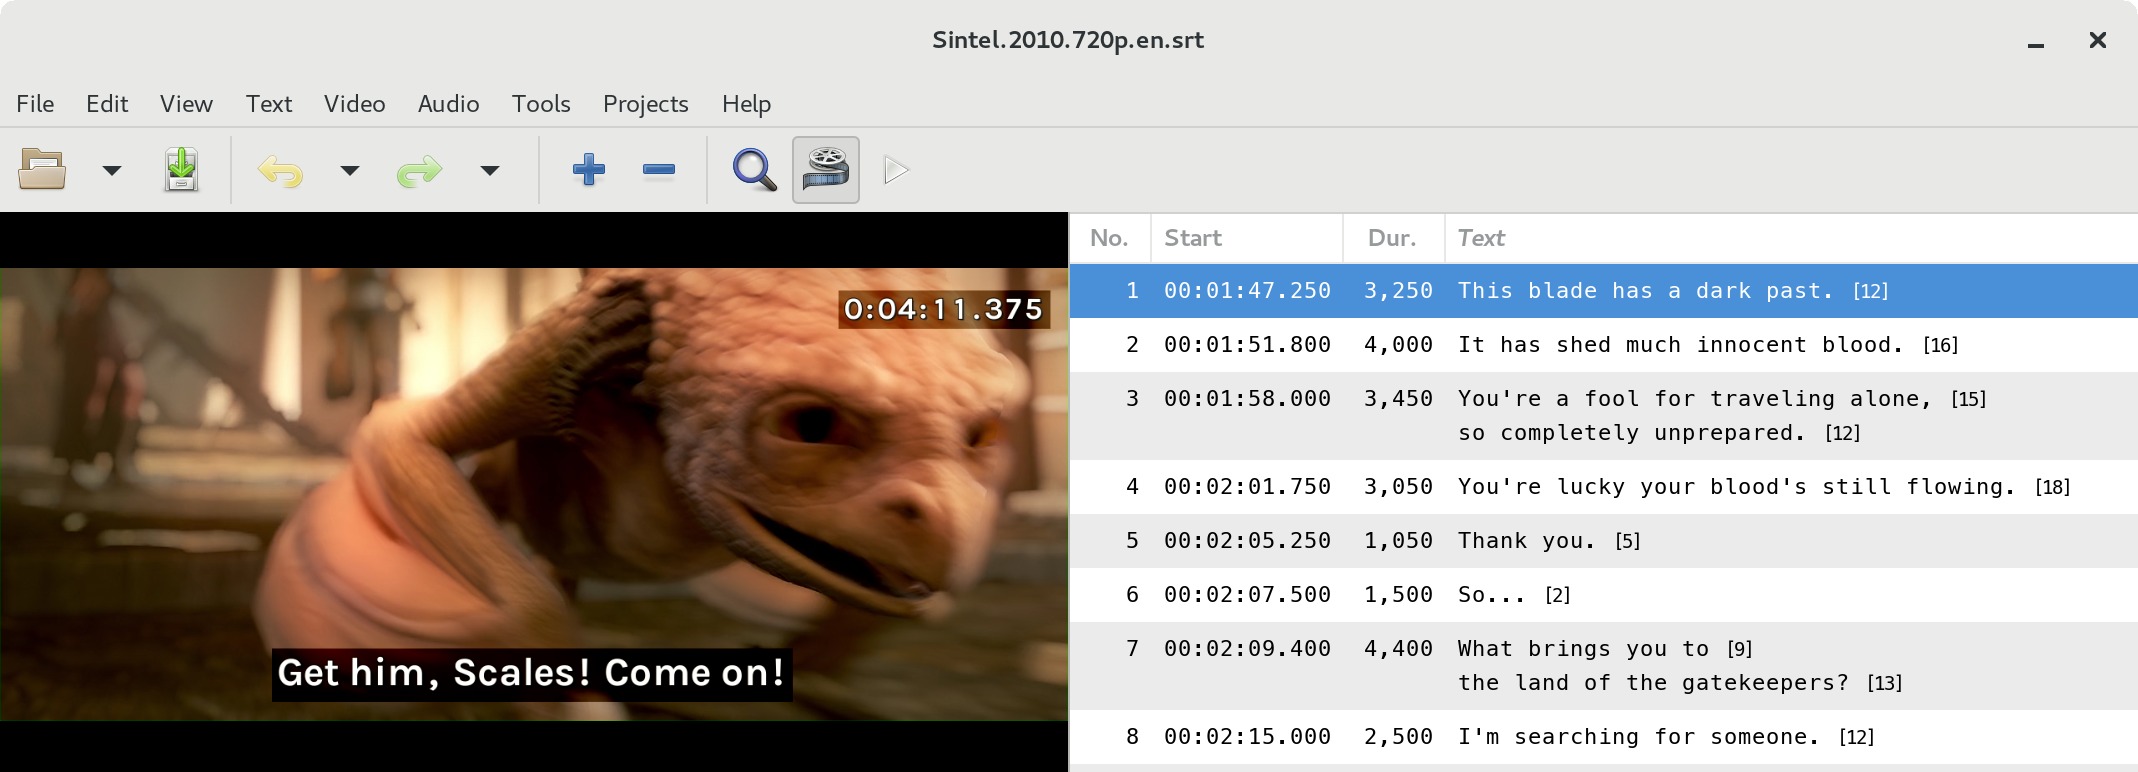 Sintel.2010.720p.en.srt
File Edit View Text Video Audio Tools Projects Help
0:04:11.375
Get him, Scales! Come on!
No. Start Dur. Text
1 00:01:47.250 3,250 This blade has a dark past. [12]
2 00:01:51.800 4,000 It has shed much innocent blood. [16]
3 00:01:58.000 3,450 You're a fool for traveling alone, [15]
so completely unprepared. [12]
4 00:02:01.750 3,050 You're lucky your blood's still flowing. [18]
5 00:02:05.250 1,050 Thank you. [5]
6 00:02:07.500 1,500 So... [2]
7 00:02:09.400 4,400 What brings you to [9]
the land of the gatekeepers? [13]
8 00:02:15.000 2,500 I'm searching for someone. [12]